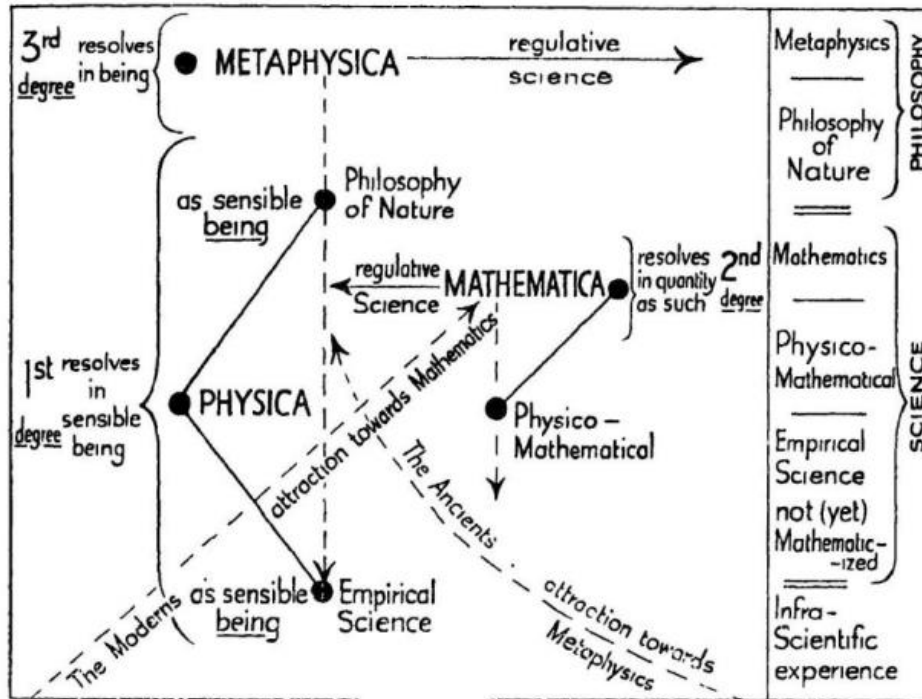 3rd
degree
resolves
in being
METAPHYSICA
regulative
science
as sensible
being
Philosophy
of Nature
regulative
Science
MATHEMATICA
resolves
in quantity
as such
2nd
degree
1st
degree
resolves
in
sensible
being
PHYSICA
Physico-
Mathematical
attraction towards Mathematics
The Moderns
The Ancients
attraction towards
Metaphysics
as sensible
being
Empirical
Science
Metaphysics
Philosophy
of
Nature
PHILOSOPHY
Mathematics
Physico-
Mathematical
Empirical
Science
not (yet)
Mathematic-
-ized
SCIENCE
Infra-
Scientific
experience